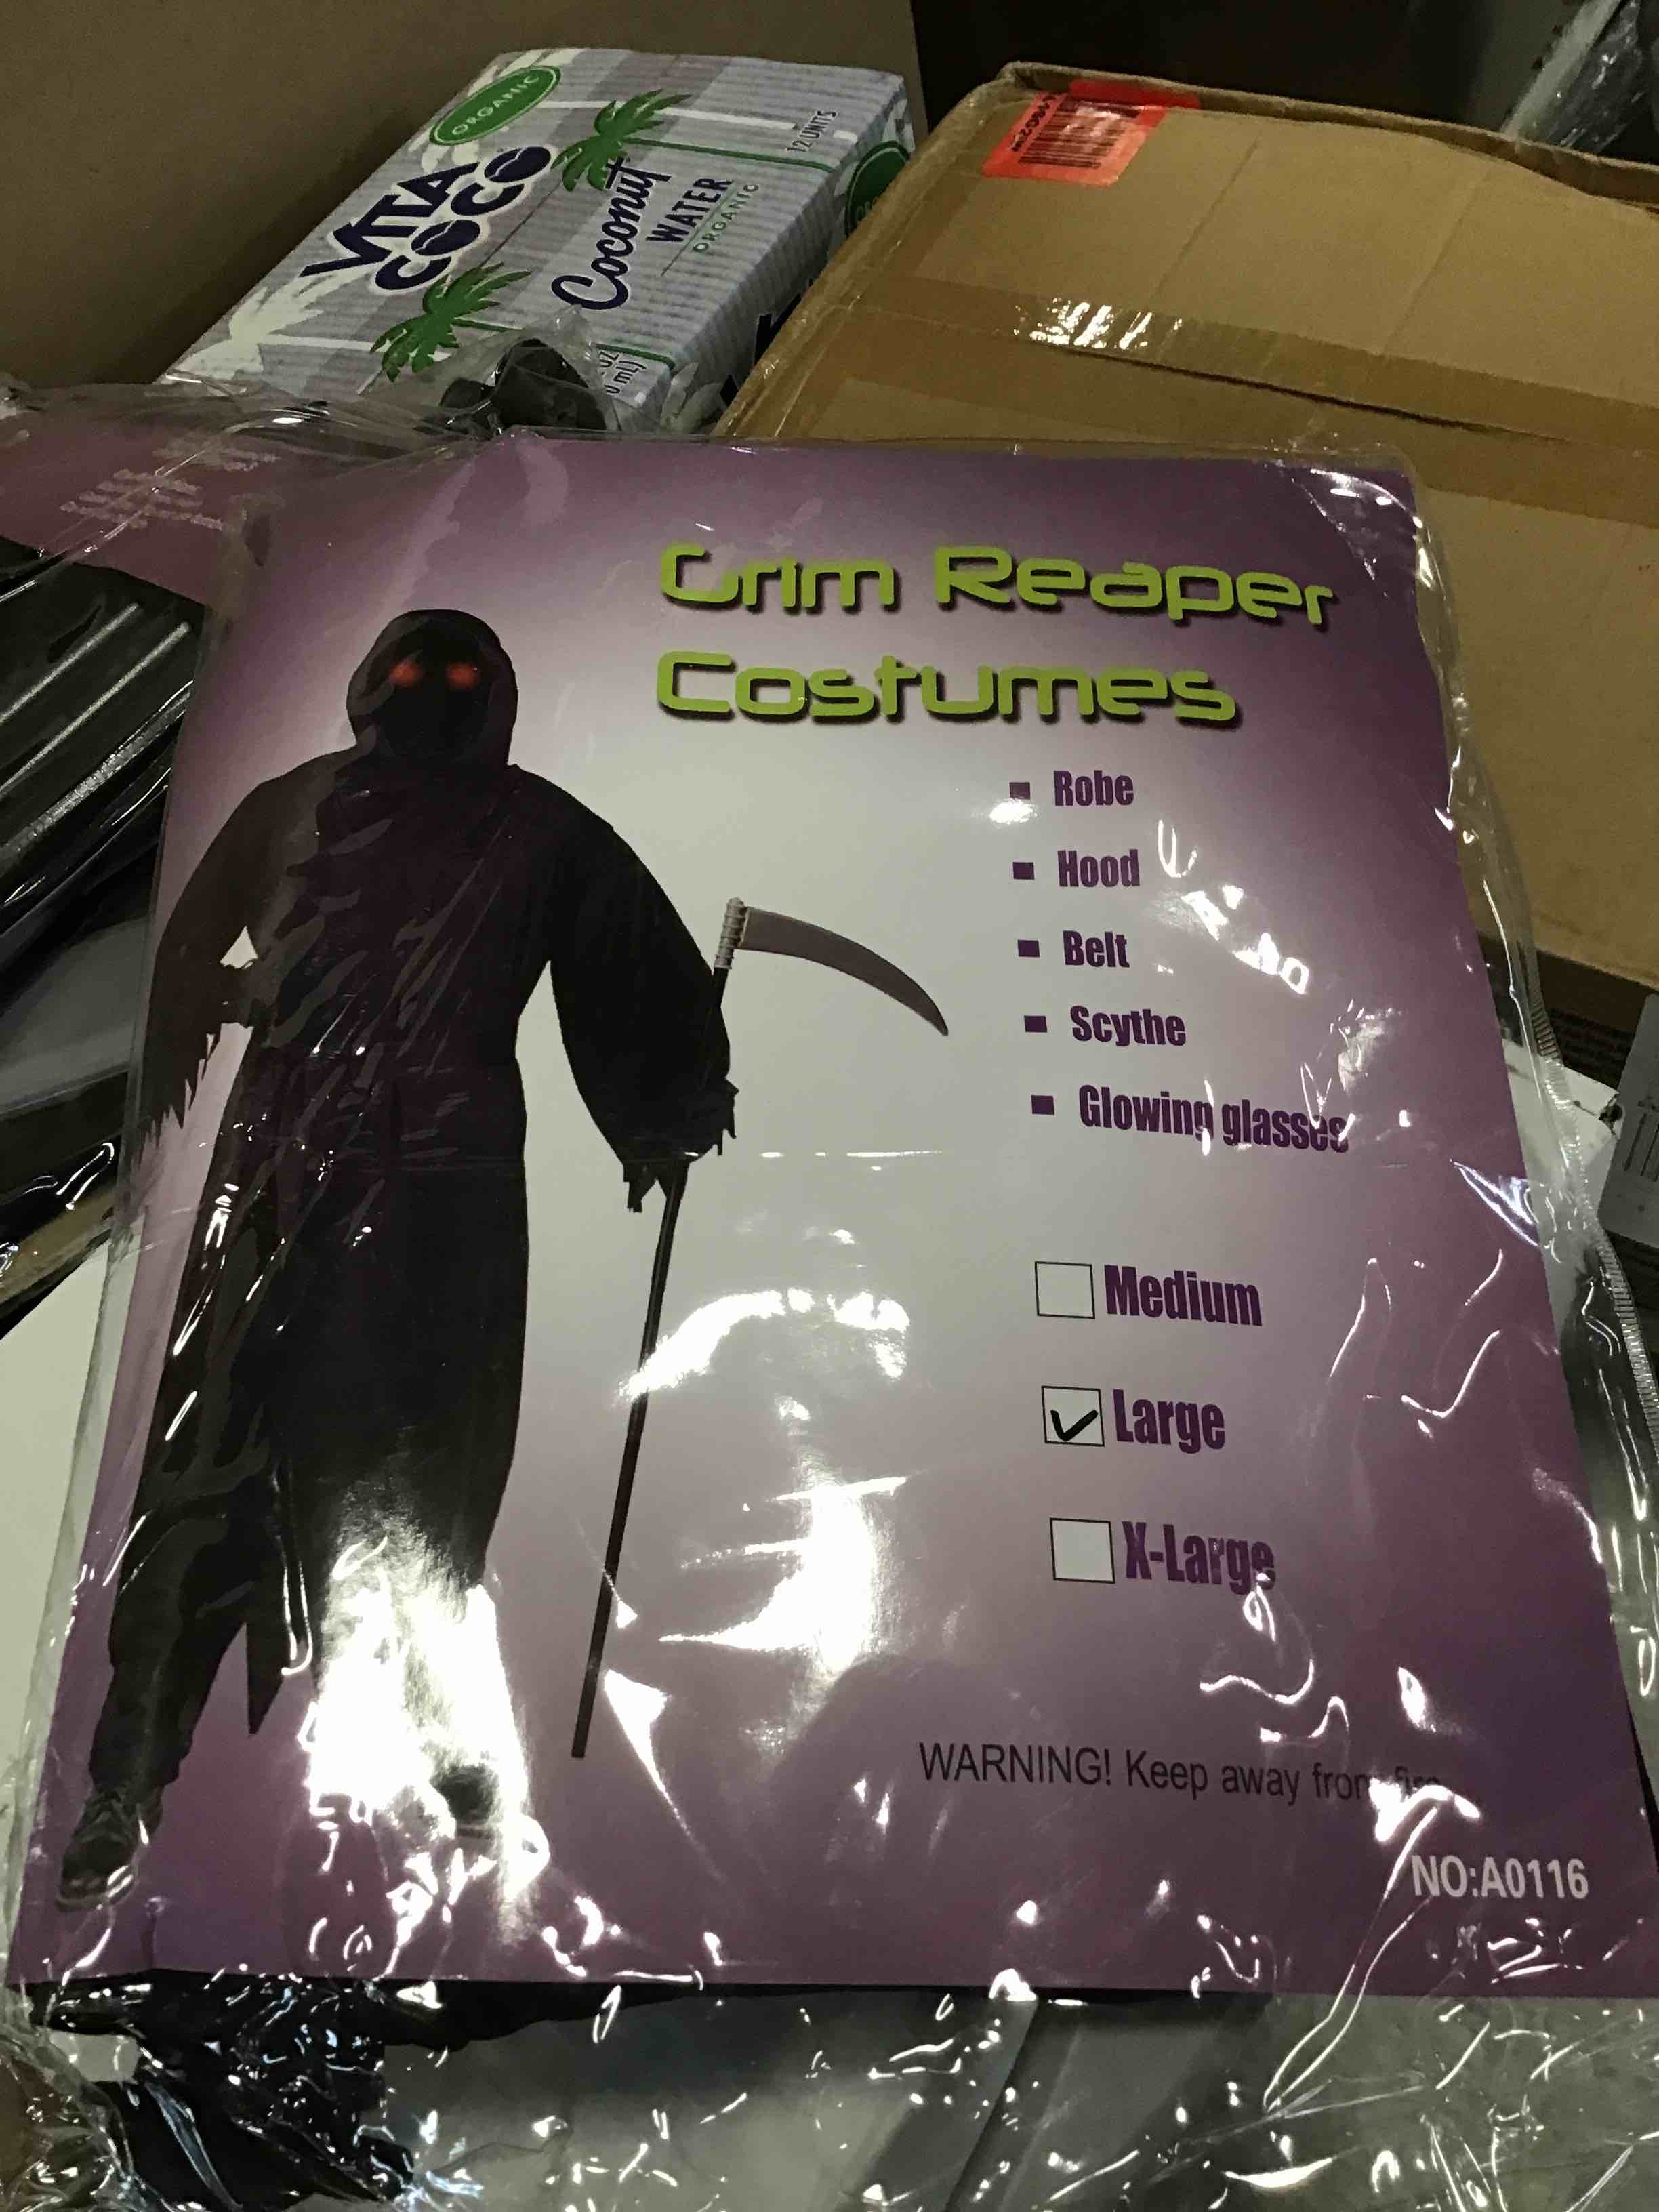 ORGANIC
VITA
COCO
Coconut
WATER
ORGANIC
12 UNITS
Grim Reaper
Costumes
Robe
Hood
Belt
Scythe
Glowing glasses
Medium
Large
X-Large
WARNING! Keep away from fire
NO:A0116